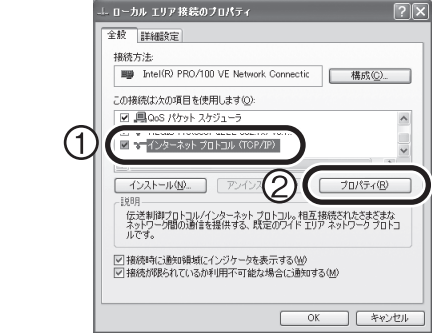 ローカル エリア接続のプロパティ
全般 詳細設定
接続方法:
Intel(R) PRO/100 VE Network Connectic 構成(C)...
この接続は次の項目を使用します(O):
QoS パケット スケジューラ
① インターネット プロトコル (TCP/IP)
インストール(N)... アンインス ② プロパティ(R)
説明
伝送制御プロトコル/インターネット プロトコル。相互接続されたさまざまな
ネットワーク間の通信を提供する、既定のワイド エリア ネットワーク プロトコ
ルです。
接続時に通知領域にインジケータを表示する(W)
接続が限られているか利用不可能な場合に通知する(M)
OK キャンセル